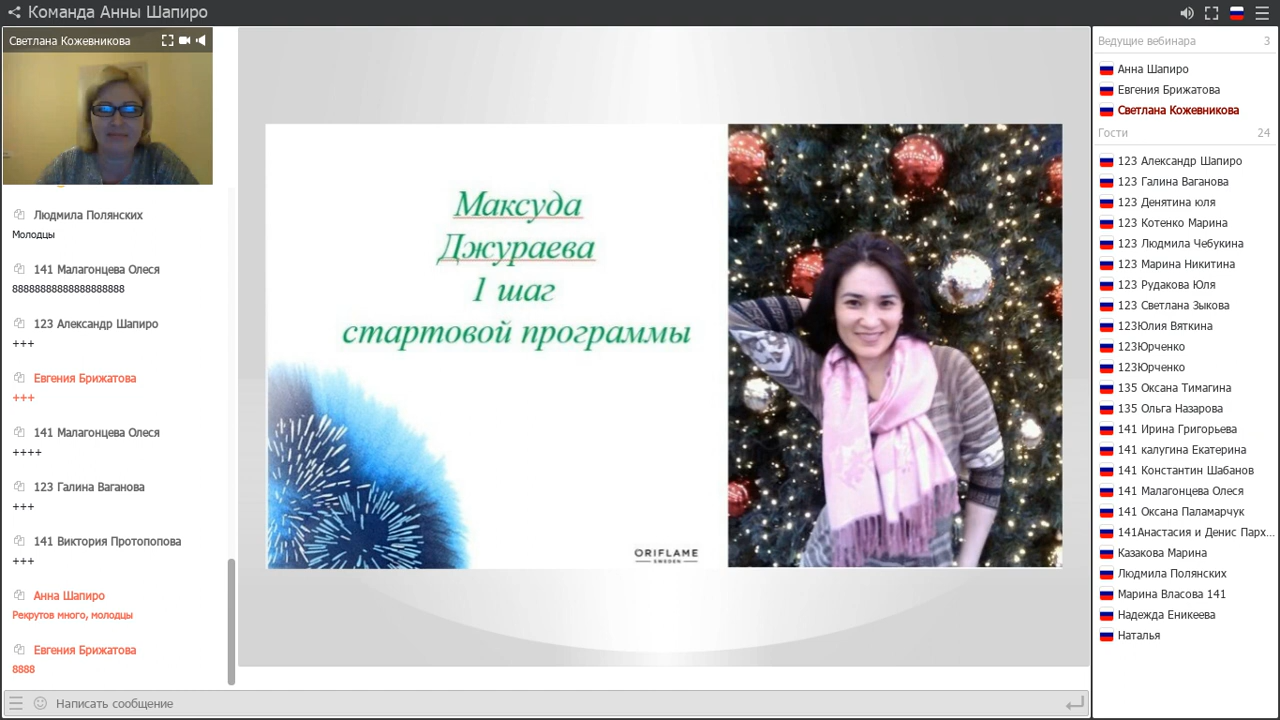 Команда Анны Шапиро
Светлана Кожевникова
Людмила Полянских
Молодцы
141 Малагонцева Олеся
88888888888888888888
123 Александр Шапиро
+++
Евгения Брижатова
+++
141 Малагонцева Олеся
++++
123 Галина Ваганова
+++
141 Виктория Протопопова
+++
Анна Шапиро
Рекрутов много, молодцы
Евгения Брижатова
8888
Написать сообщение
Максуда
Джураева
1 шаг
стартовой программы
ORIFLAME
SWEDEN
Ведущие вебинара 3
Анна Шапиро
Евгения Брижатова
Светлана Кожевникова
Гости 24
123 Александр Шапиро
123 Галина Ваганова
123 Денятина юля
123 Котенко Марина
123 Людмила Чебукина
123 Марина Никитина
123 Рудакова Юля
123 Светлана Зыкова
123Юлия Вяткина
123Юрченко
123Юрченко
135 Оксана Тимагина
135 Ольга Назарова
141 Ирина Григорьева
141 калугина Екатерина
141 Константин Шабанов
141 Малагонцева Олеся
141 Оксана Паламарчук
141Анастасия и Денис Парх...
Казакова Марина
Людмила Полянских
Марина Власова 141
Надежда Еникеева
Наталья